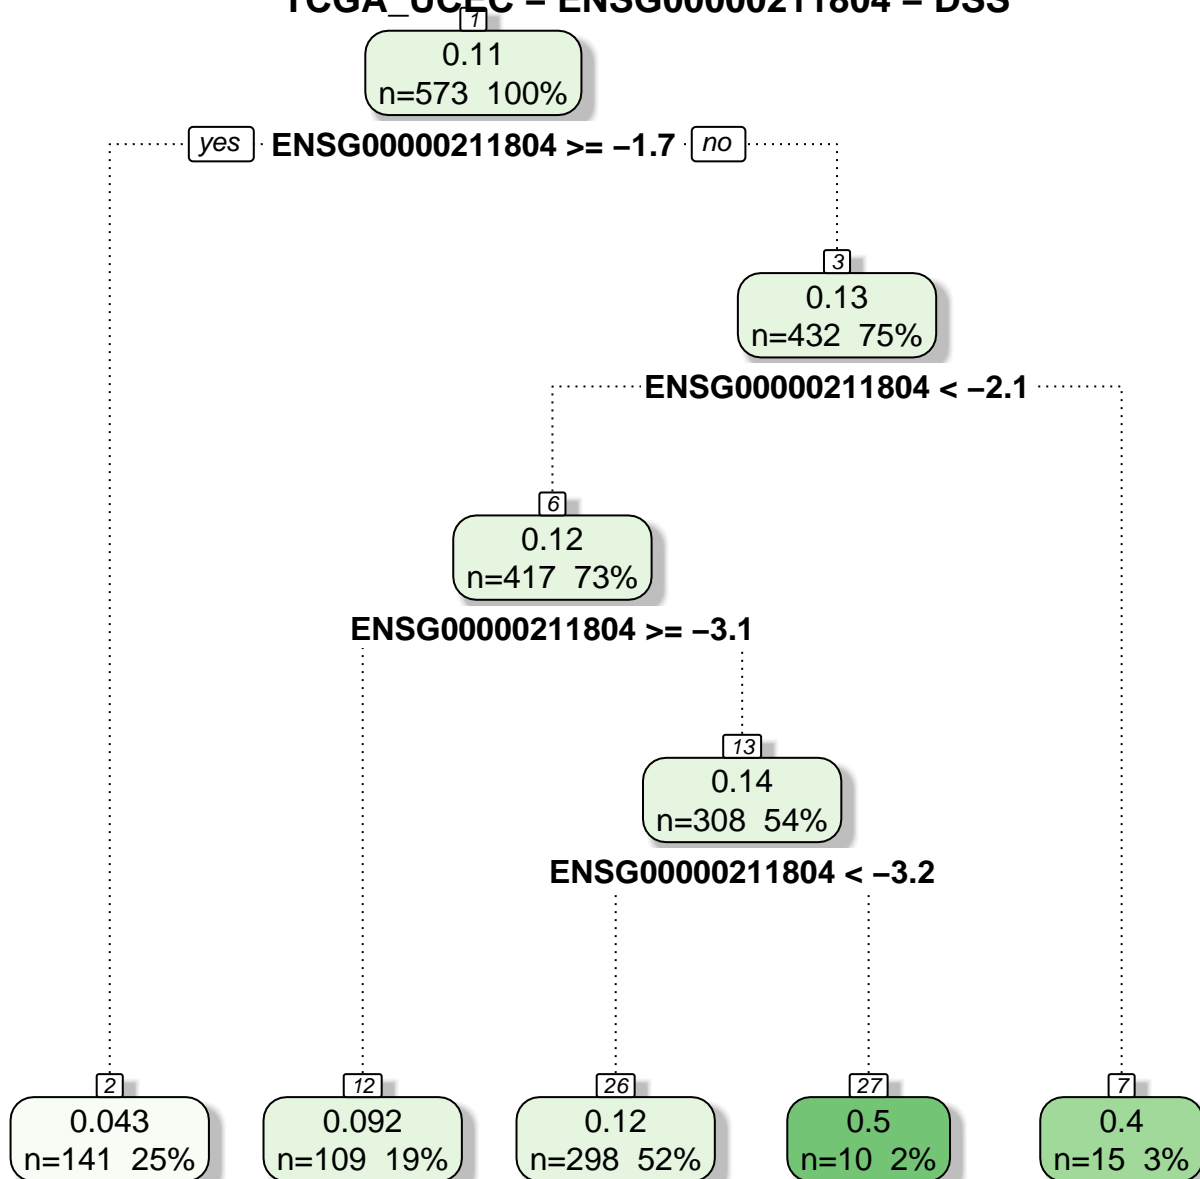 TCGA_UCEC = ENSG00000211804 = DSS
1
0.11
n=573 100%
yes ENSG00000211804 >= −1.7 no
3
0.13
n=432 75%
ENSG00000211804 < −2.1
6
0.12
n=417 73%
ENSG00000211804 >= −3.1
13
0.14
n=308 54%
ENSG00000211804 < −3.2
2
0.043
n=141 25%
12
0.092
n=109 19%
26
0.12
n=298 52%
27
0.5
n=10 2%
7
0.4
n=15 3%